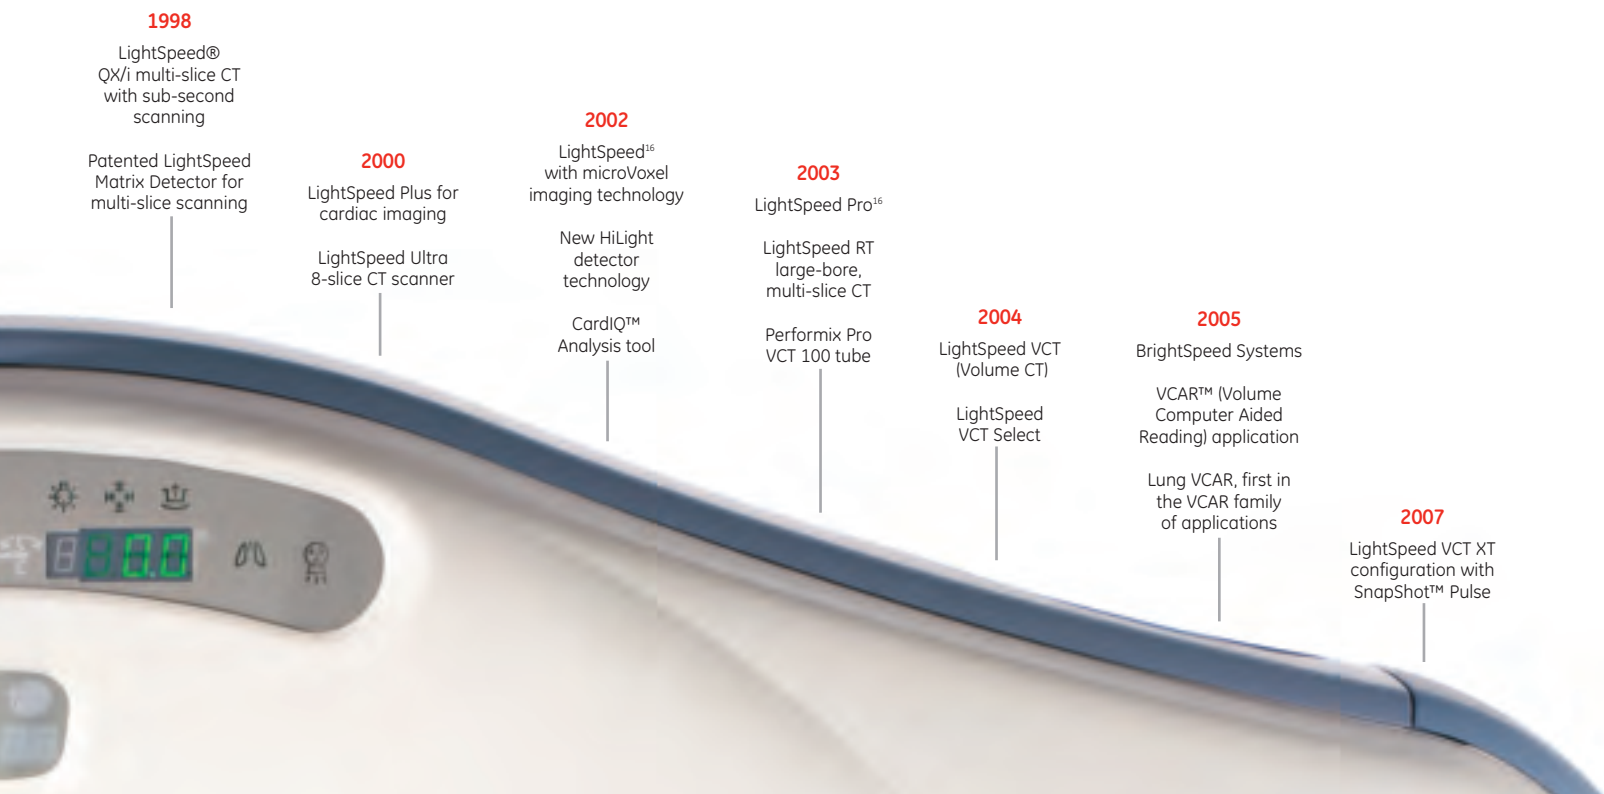 1998
LightSpeed®
QX/i multi-slice CT
with sub-second
scanning
Patented LightSpeed
Matrix Detector for
multi-slice scanning
2000
LightSpeed Plus for
cardiac imaging
LightSpeed Ultra
8-slice CT scanner
2002
LightSpeed¹⁶
with microVoxel
imaging technology
New HiLight
detector
technology
CardIQ™
Analysis tool
2003
LightSpeed Pro¹⁶
LightSpeed RT
large-bore,
multi-slice CT
Performix Pro
VCT 100 tube
2004
LightSpeed VCT
(Volume CT)
LightSpeed
VCT Select
2005
BrightSpeed Systems
VCAR™ (Volume
Computer Aided
Reading) application
Lung VCAR, first in
the VCAR family
of applications
2007
LightSpeed VCT XT
configuration with
SnapShot™ Pulse
0.0